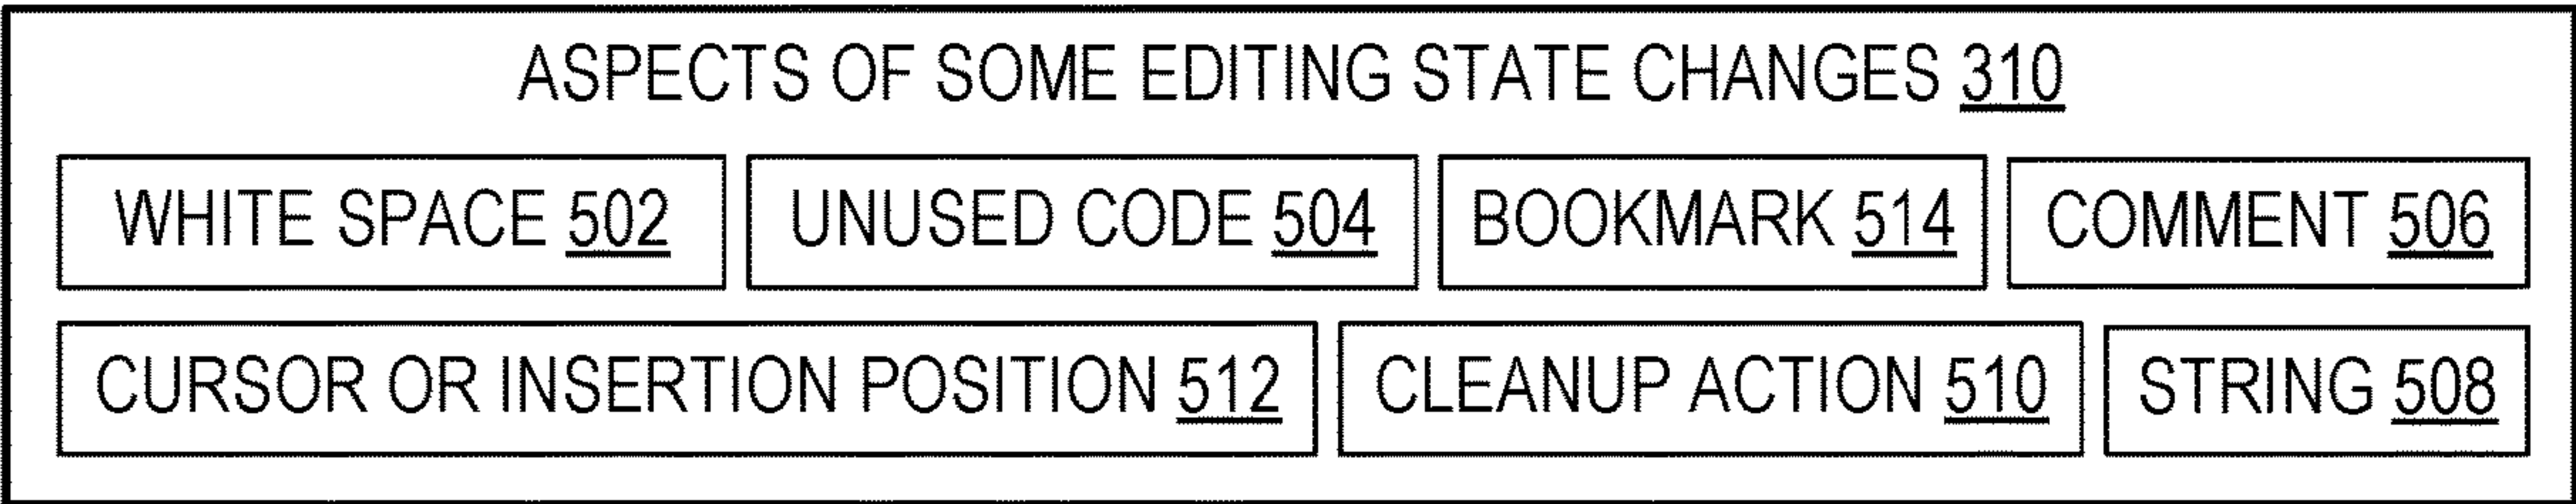 ASPECTS OF SOME EDITING STATE CHANGES 310
WHITE SPACE 502
UNUSED CODE 504
BOOKMARK 514
COMMENT 506
CURSOR OR INSERTION POSITION 512
CLEANUP ACTION 510
STRING 508